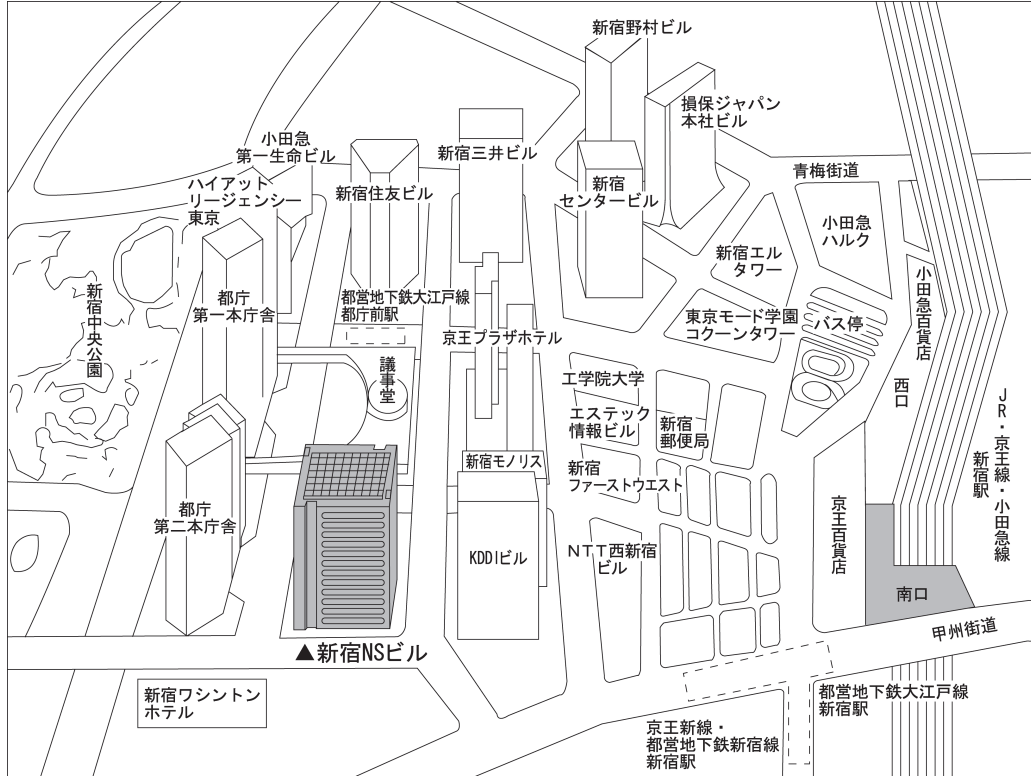 新宿野村ビル
損保ジャパン
本社ビル
小田急
第一生命ビル
新宿三井ビル
青梅街道
ハイアット
リージェンシー
東京
新宿住友ビル
新宿
センタービル
小田急
ハルク
新宿エル
タワー
小田急百貨店
新宿中央公園
都庁
第一本庁舎
都営地下鉄大江戸線
都庁前駅
京王プラザホテル
東京モード学園
コクーンタワー
バス停
議事堂
工学院大学
西口
JR・京王線・小田急線
新宿駅
エステック
情報ビル
新宿
郵便局
新宿モノリス
新宿
ファーストウエスト
都庁
第二本庁舎
京王百貨店
KDDIビル
NTT西新宿
ビル
南口
甲州街道
▲新宿NSビル
新宿ワシントン
ホテル
都営地下鉄大江戸線
新宿駅
京王新線・
都営地下鉄新宿線
新宿駅